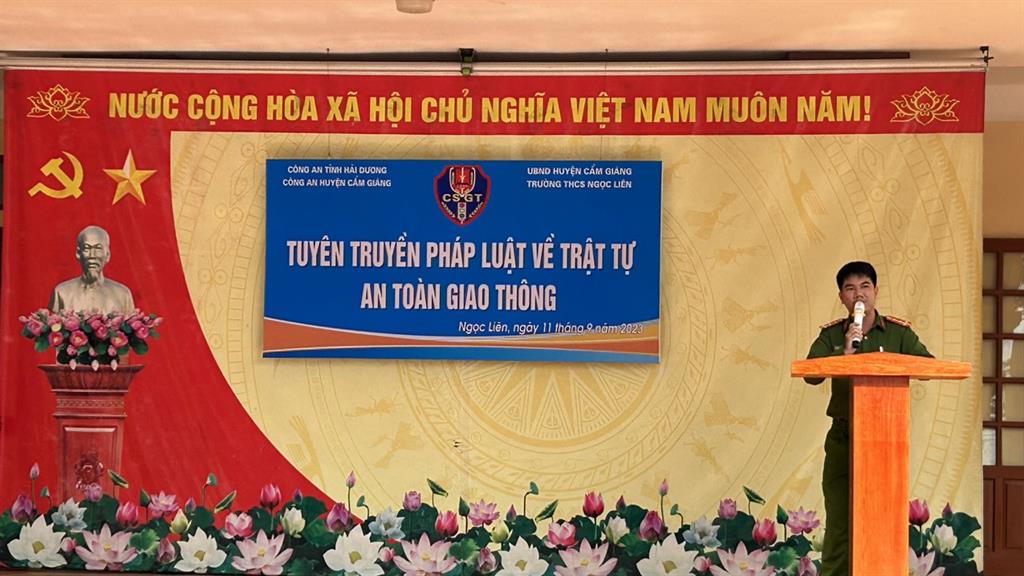 NƯỚC CỘNG HÒA XÃ HỘI CHỦ NGHĨA VIỆT NAM MUÔN NĂM!
CÔNG AN TỈNH HẢI DƯƠNG
CÔNG AN HUYỆN CẨM GIÀNG
UBND HUYỆN CẨM GIÀNG
TRƯỜNG THCS NGỌC LIÊN
CSGT
TUYÊN TRUYỀN PHÁP LUẬT VỀ TRẬT TỰ
AN TOÀN GIAO THÔNG
Ngọc Liên, ngày 11 tháng 9 năm 2023